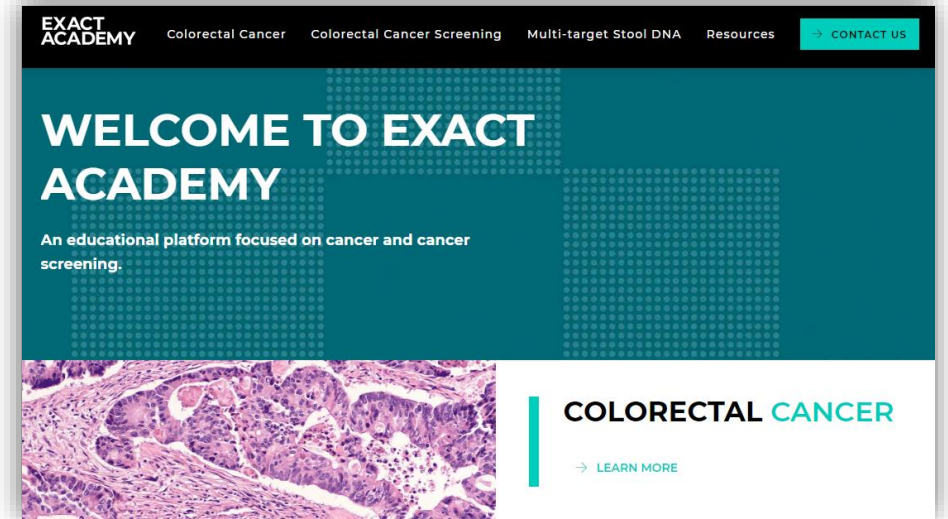 EXACT
ACADEMY
Colorectal Cancer
Colorectal Cancer Screening
Multi-target Stool DNA
Resources
→ CONTACT US
WELCOME TO EXACT
ACADEMY
An educational platform focused on cancer and cancer
screening.
COLORECTAL CANCER
→ LEARN MORE